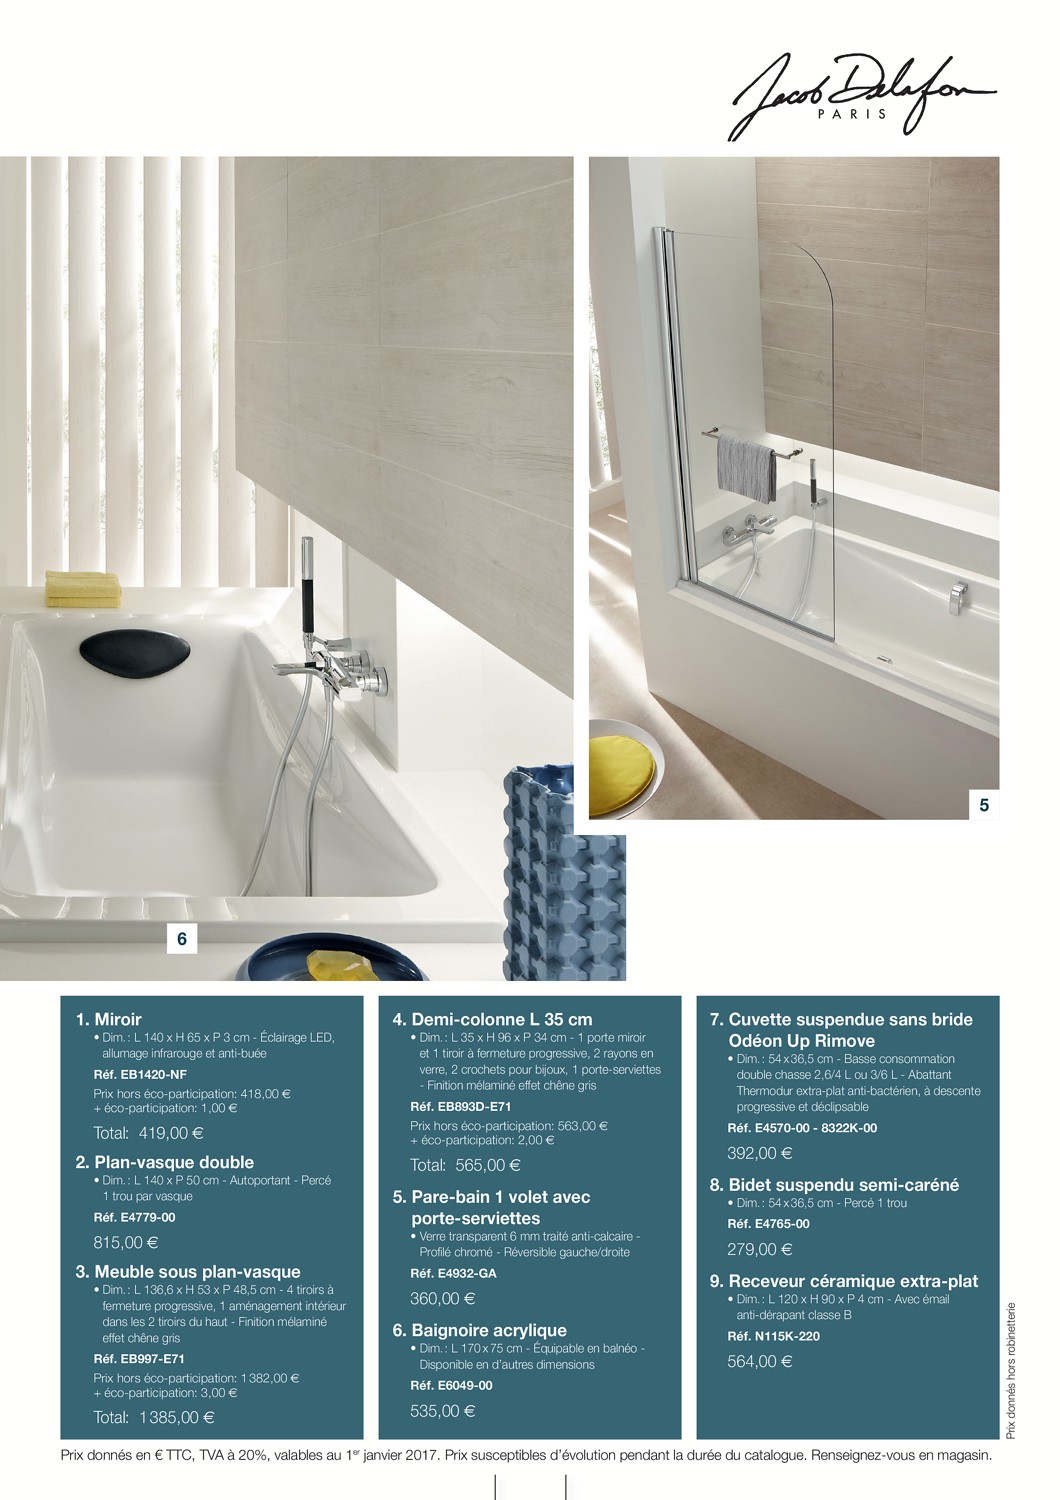 Jacob Delafon
PARIS
5
6
1. Miroir
• Dim. : L 140 x H 65 x P 3 cm - Éclairage LED,
allumage infrarouge et anti-buée
Réf. EB1420-NF
Prix hors éco-participation: 418,00 €
+ éco-participation: 1,00 €
Total: 419,00 €
2. Plan-vasque double
• Dim. : L 140 x P 50 cm - Autoportant - Percé
1 trou par vasque
Réf. E4779-00
815,00 €
3. Meuble sous plan-vasque
• Dim. : L 136,6 x H 53 x P 48,5 cm - 4 tiroirs à
fermeture progressive, 1 aménagement intérieur
dans les 2 tiroirs du haut - Finition mélaminé
effet chêne gris
Réf. EB997-E71
Prix hors éco-participation: 1 382,00 €
+ éco-participation: 3,00 €
Total: 1 385,00 €
4. Demi-colonne L 35 cm
• Dim. : L 35 x H 96 x P 34 cm - 1 porte miroir
et 1 tiroir à fermeture progressive, 2 rayons en
verre, 2 crochets pour bijoux, 1 porte-serviettes
- Finition mélaminé effet chêne gris
Réf. EB893D-E71
Prix hors éco-participation: 563,00 €
+ éco-participation: 2,00 €
Total: 565,00 €
5. Pare-bain 1 volet avec
porte-serviettes
• Verre transparent 6 mm traité anti-calcaire -
Profilé chromé - Réversible gauche/droite
Réf. E4932-GA
360,00 €
6. Baignoire acrylique
• Dim. : L 170 x 75 cm - Équipable en balnéo -
Disponible en d'autres dimensions
Réf. E6049-00
535,00 €
7. Cuvette suspendue sans bride
Odéon Up Rimove
• Dim. : 54 x 36,5 cm - Basse consommation
double chasse 2,6/4 L ou 3/6 L - Abattant
Thermodur extra-plat anti-bactérien, à descente
progressive et déclipsable
Réf. E4570-00 - 8322K-00
392,00 €
8. Bidet suspendu semi-caréné
• Dim. : 54 x 36,5 cm - Percé 1 trou
Réf. E4765-00
279,00 €
9. Receveur céramique extra-plat
• Dim. : L 120 x H 90 x P 4 cm - Avec émail
anti-dérapant classe B
Réf. N115K-220
564,00 €
Prix donnés hors robinetterie
Prix donnés en € TTC, TVA à 20%, valables au 1er janvier 2017. Prix susceptibles d'évolution pendant la durée du catalogue. Renseignez-vous en magasin.